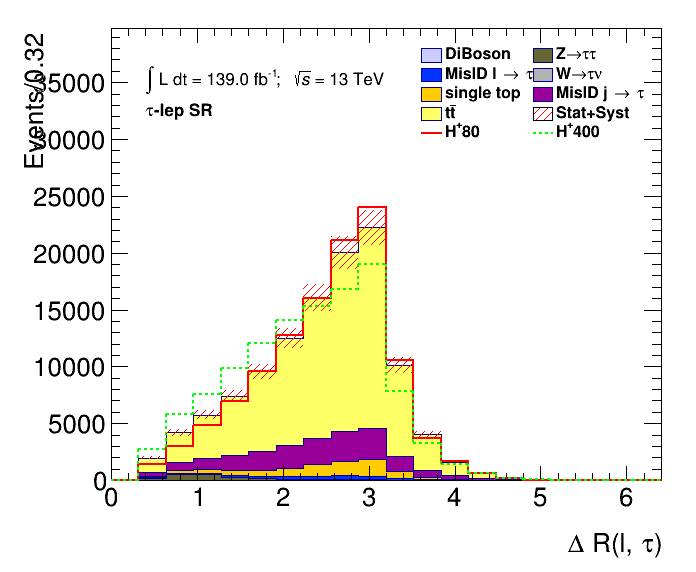 Events/0.32
∫ L dt = 139.0 fb⁻¹; √s = 13 TeV
τ-lep SR
DiBoson
Z→ττ
MisID l → τ
W→τν
single top
MisID j → τ
tt̄
Stat+Syst
H⁺80
H⁺400
35000
30000
25000
20000
15000
10000
5000
0
0 1 2 3 4 5 6
Δ R(l, τ)